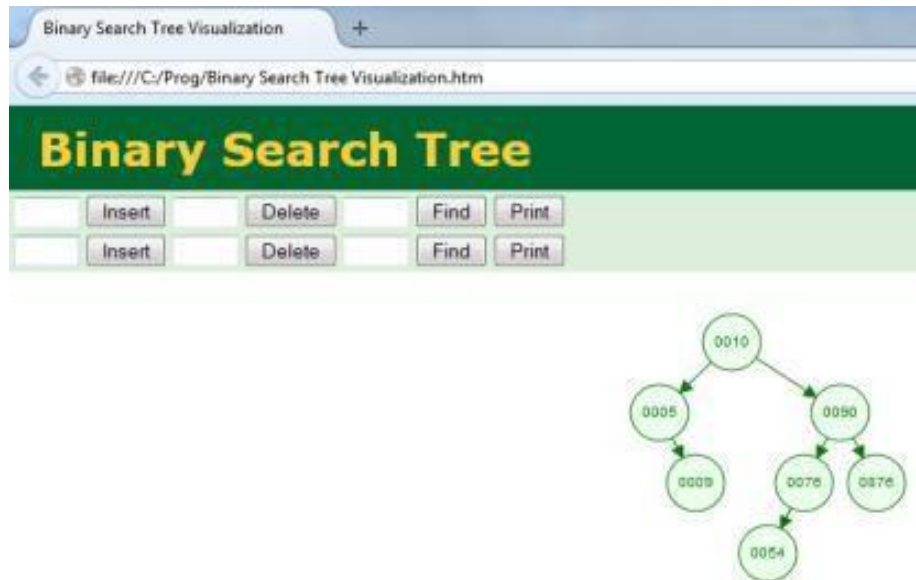 Binary Search Tree Visualization +
file:///C:/Prog/Binary Search Tree Visualization.htm
Binary Search Tree
Insert Delete Find Print
Insert Delete Find Print
0010
0005 0090
0009 0076 0876
0054